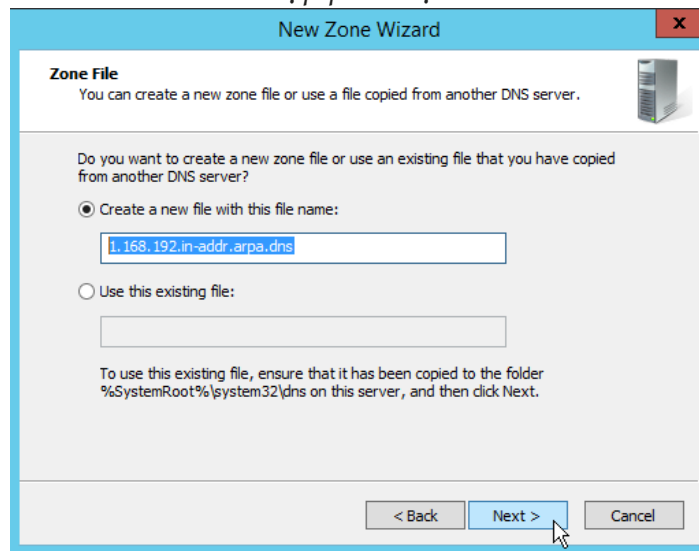 New Zone Wizard
x
Zone File
You can create a new zone file or use a file copied from another DNS server.
Do you want to create a new zone file or use an existing file that you have copied
from another DNS server?
Create a new file with this file name:
1.168.192.in-addr.arpa.dns
Use this existing file:
To use this existing file, ensure that it has been copied to the folder
%SystemRoot%\system32\dns on this server, and then click Next.
< Back
Next >
Cancel